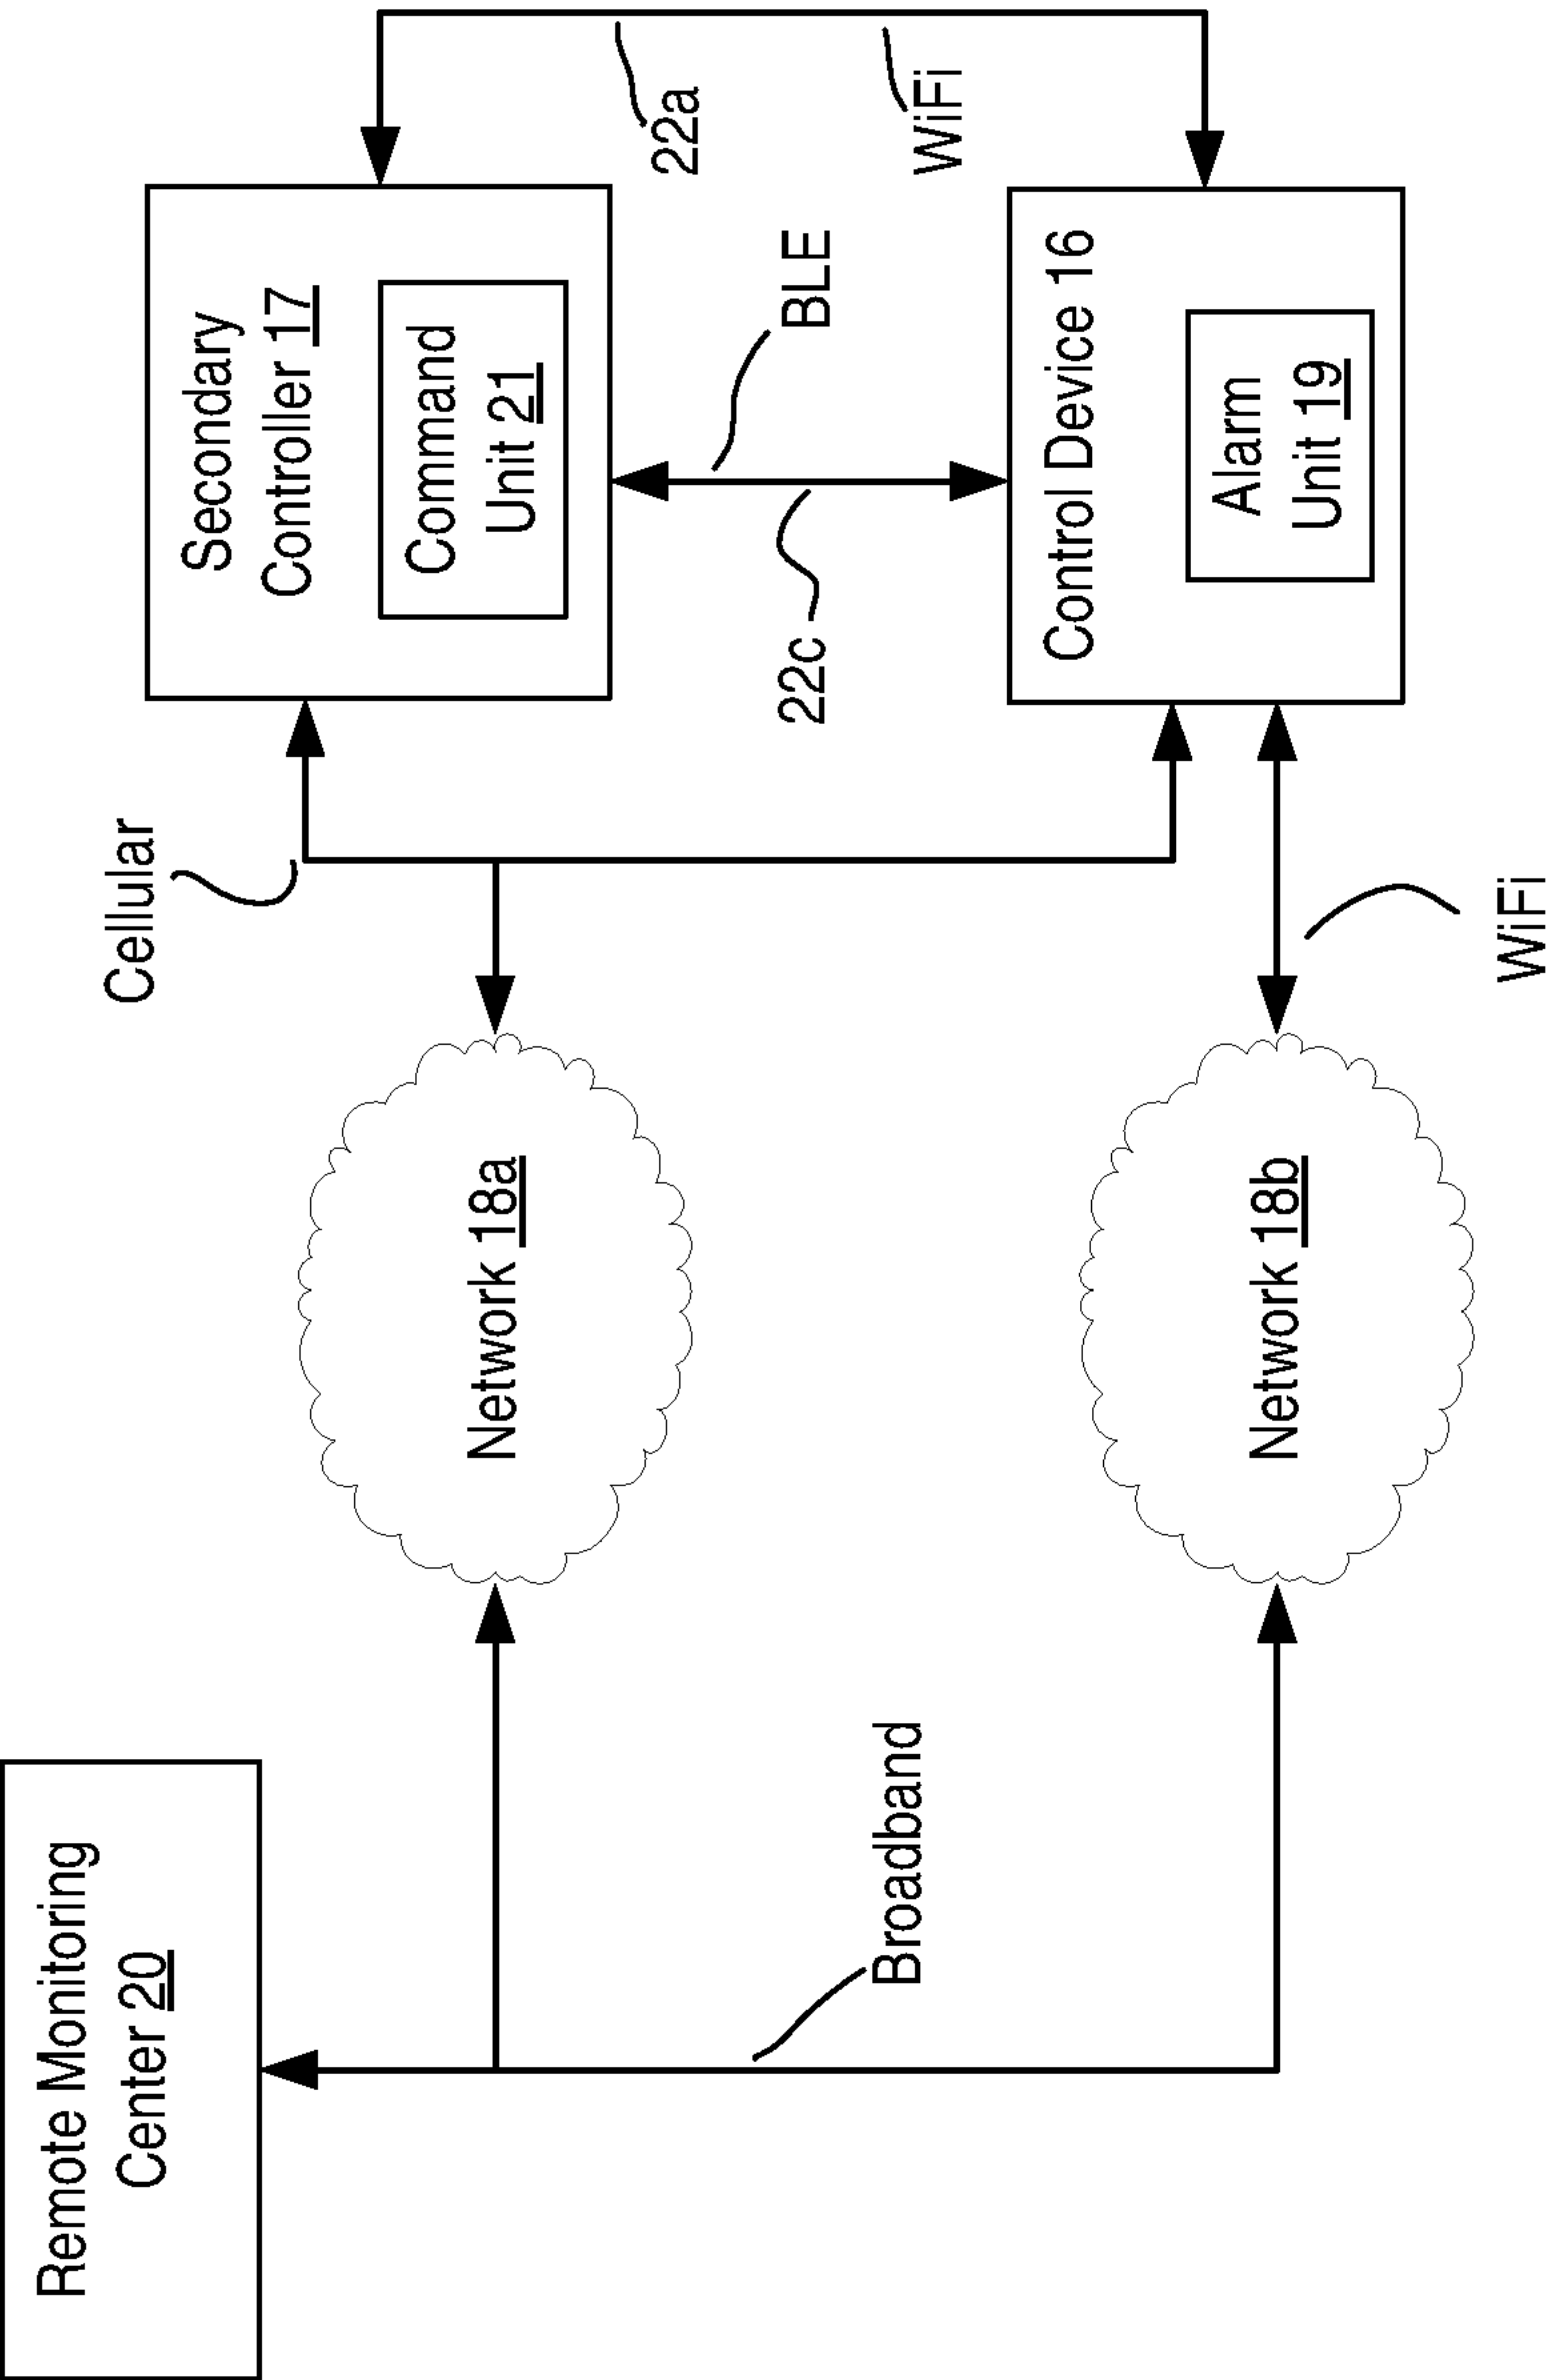 Remote Monitoring
Center 20
Cellular
Secondary
Controller 17
Command
Unit 21
22a
Network 18a
22c
BLE
WiFi
Broadband
Control Device 16
Alarm
Unit 19
Network 18b
WiFi